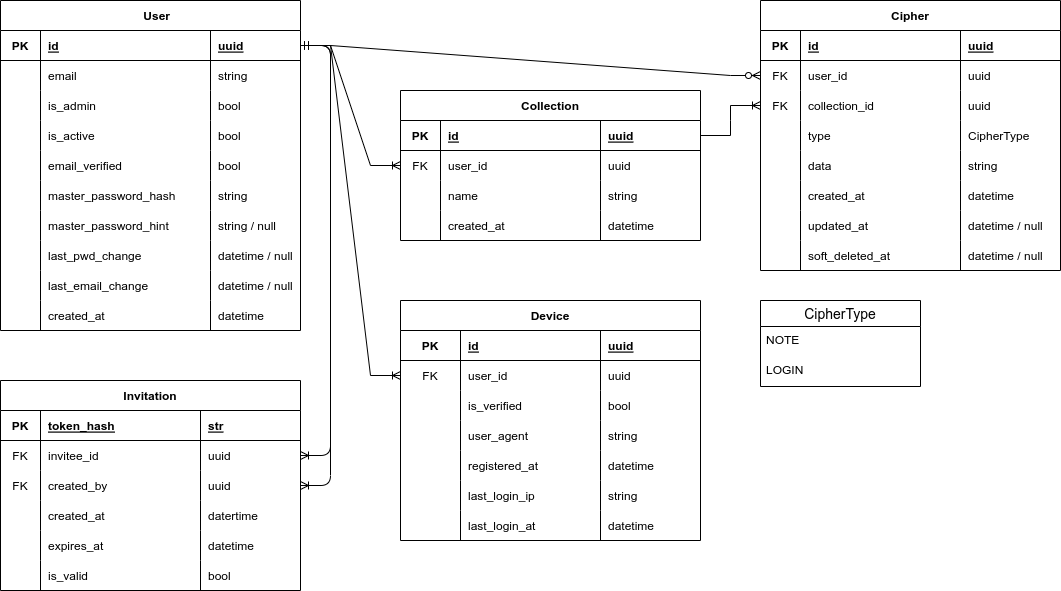 User
PK id uuid
email string
is_admin bool
is_active bool
email_verified bool
master_password_hash string
master_password_hint string / null
last_pwd_change datetime / null
last_email_change datetime / null
created_at datetime
Collection
PK id uuid
FK user_id uuid
name string
created_at datetime
Cipher
PK id uuid
FK user_id uuid
FK collection_id uuid
type CipherType
data string
created_at datetime
updated_at datetime / null
soft_deleted_at datetime / null
Invitation
PK token_hash str
FK invitee_id uuid
FK created_by uuid
created_at datertime
expires_at datetime
is_valid bool
Device
PK id uuid
FK user_id uuid
is_verified bool
user_agent string
registered_at datetime
last_login_ip string
last_login_at datetime
CipherType
NOTE
LOGIN